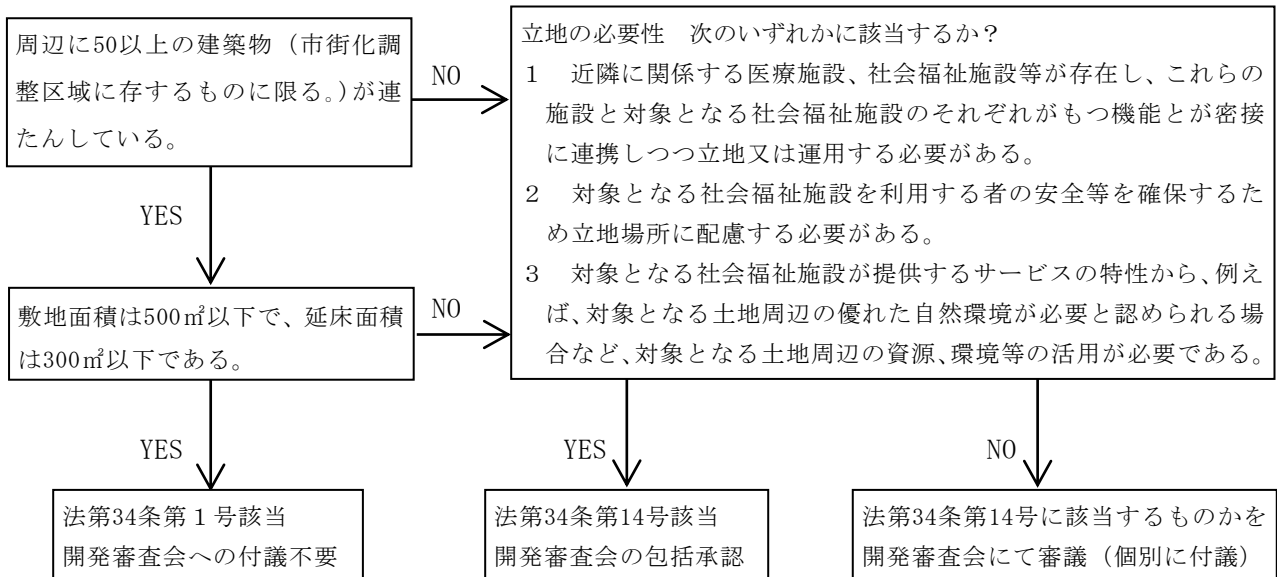 周辺に50以上の建築物(市街化調
整区域に存するものに限る。)が連
たんしている。
NO
YES
敷地面積は500㎡以下で、延床面積
は300㎡以下である。
NO
YES
法第34条第1号該当
開発審査会への付議不要
立地の必要性 次のいずれかに該当するか?
1 近隣に関係する医療施設、社会福祉施設等が存在し、これらの
施設と対象となる社会福祉施設のそれぞれがもつ機能とが密接
に連携しつつ立地又は運用する必要がある。
2 対象となる社会福祉施設を利用する者の安全等を確保するた
め立地場所に配慮する必要がある。
3 対象となる社会福祉施設が提供するサービスの特性から、例え
ば、対象となる土地周辺の優れた自然環境が必要と認められる場
合など、対象となる土地周辺の資源、環境等の活用が必要である。
YES
法第34条第14号該当
開発審査会の包括承認
NO
法第34条第14号に該当するものかを
開発審査会にて審議(個別に付議)